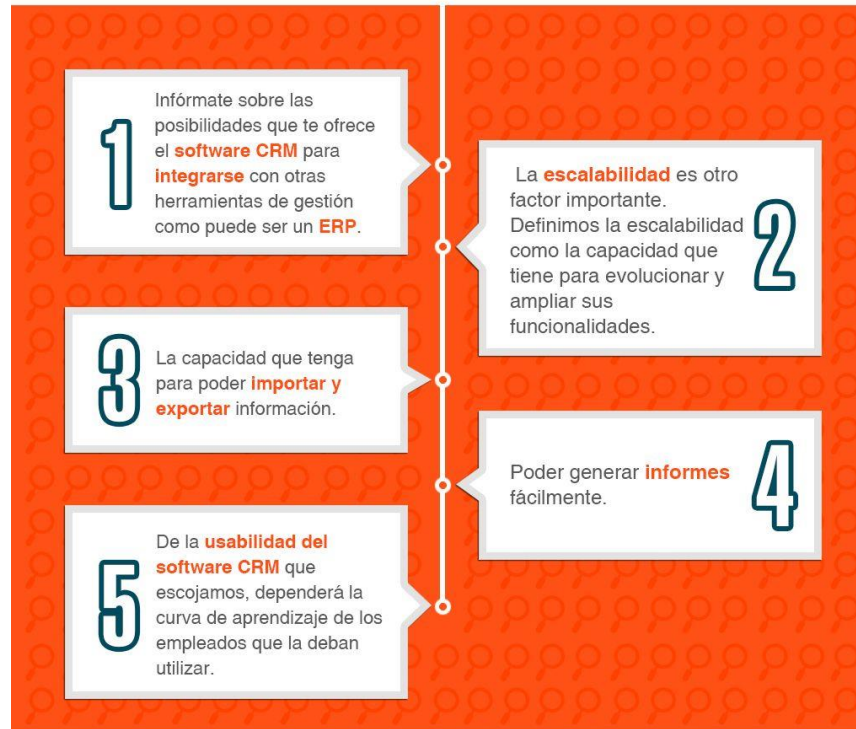 1
Infórmate sobre las
posibilidades que te ofrece
el software CRM para
integrarse con otras
herramientas de gestión
como puede ser un ERP.
2
La escalabilidad es otro
factor importante.
Definimos la escalabilidad
como la capacidad que
tiene para evolucionar y
ampliar sus
funcionalidades.
3
La capacidad que tenga
para poder importar y
exportar información.
4
Poder generar informes
fácilmente.
5
De la usabilidad del
software CRM que
escojamos, dependerá la
curva de aprendizaje de los
empleados que la deban
utilizar.